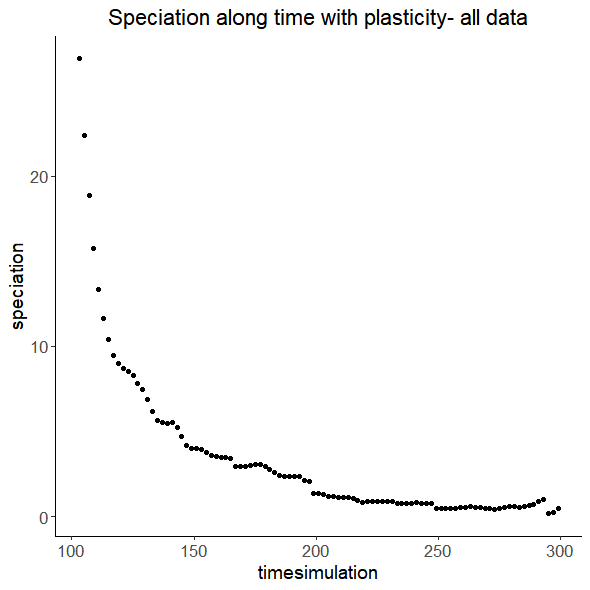 Speciation along time with plasticity- all data
speciation
20
10
0
100 150 200 250 300
timesimulation